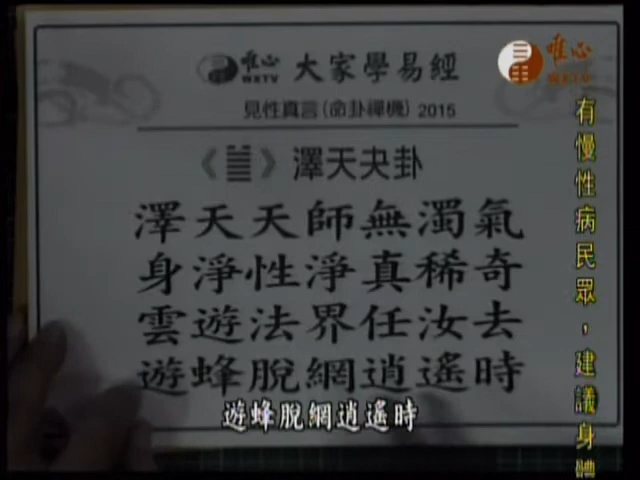 唯心 WXTV 大家學易經
見性真言(命卦禪機) 2015
《䷪》澤天夬卦
澤天天師無濁氣
身淨性淨真稀奇
雲遊法界任汝去
遊蜂脫網逍遙時
遊蜂脫網逍遙時
唯心
WXTV
有慢性病民眾，建議身體